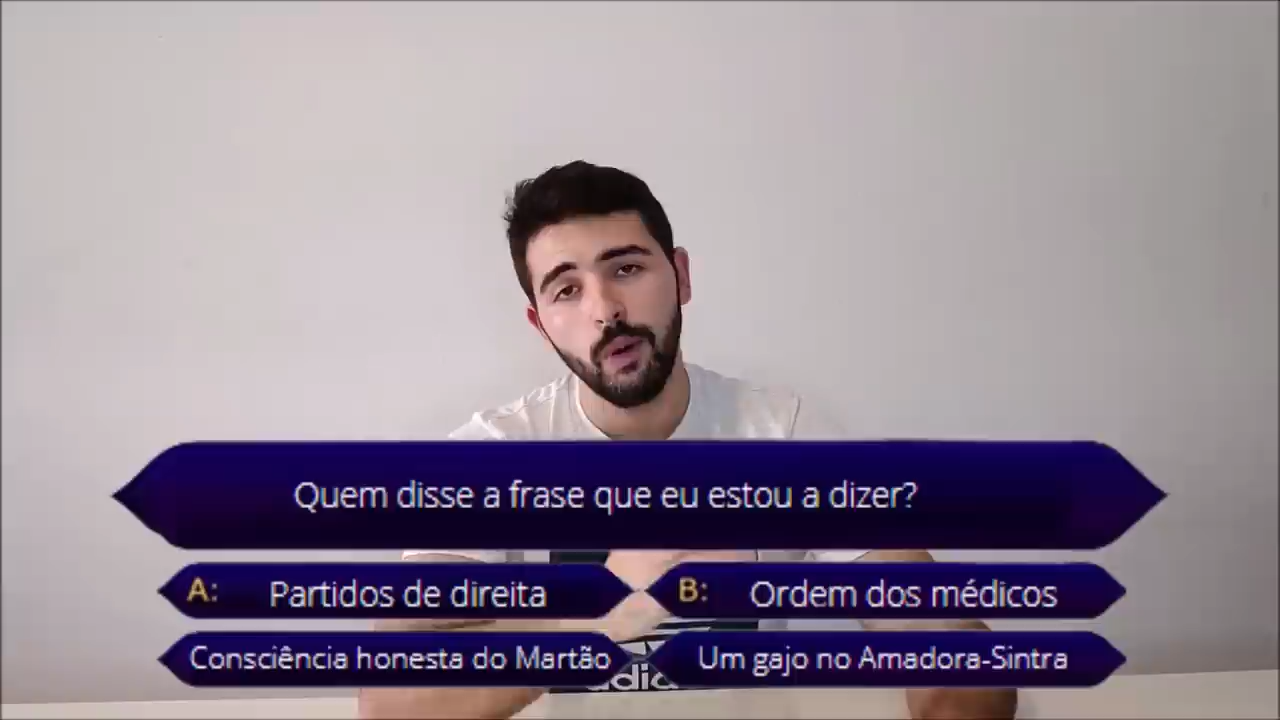 Quem disse a frase que eu estou a dizer?
A: Partidos de direita
B: Ordem dos médicos
Consciência honesta do Martão
Um gajo no Amadora-Sintra